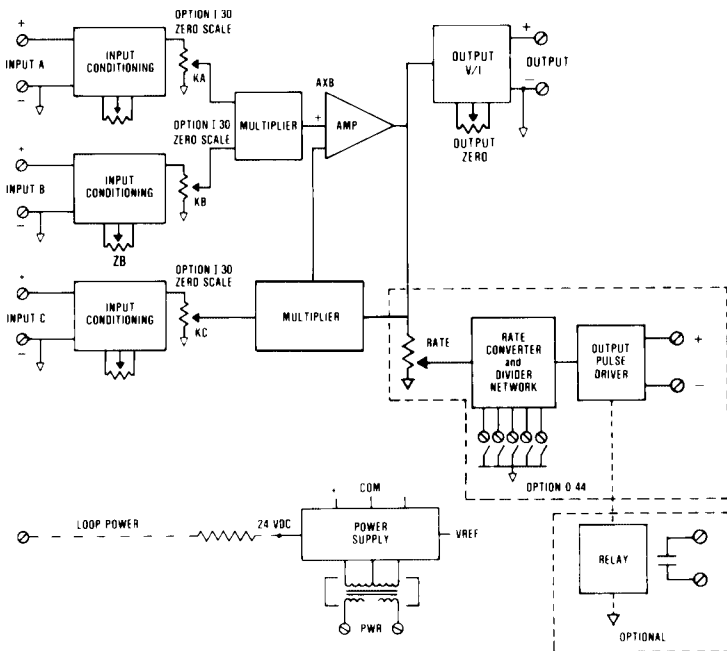 OPTION I 30
ZERO SCALE
+
INPUT A
−
INPUT
CONDITIONING
KA
OPTION I 30
ZERO SCALE
MULTIPLIER
AXB
+
AMP
OUTPUT
V/I
+
OUTPUT
−
OUTPUT
ZERO
+
INPUT B
−
INPUT
CONDITIONING
KB
ZB
OPTION I 30
ZERO SCALE
+
INPUT C
−
INPUT
CONDITIONING
KC
MULTIPLIER
RATE
RATE
CONVERTER
and
DIVIDER
NETWORK
OUTPUT
PULSE
DRIVER
+
−
OPTION O 44
LOOP POWER
24 VDC
+
COM
POWER
SUPPLY
VREF
PWR
RELAY
OPTIONAL